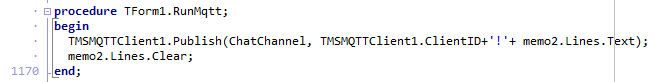 procedure TForm1.RunMqtt;
begin
TMSMQTTClient1.Publish(ChatChannel, TMSMQTTClient1.ClientID+'!'+ memo2.Lines.Text);
memo2.Lines.Clear;
1170 end;